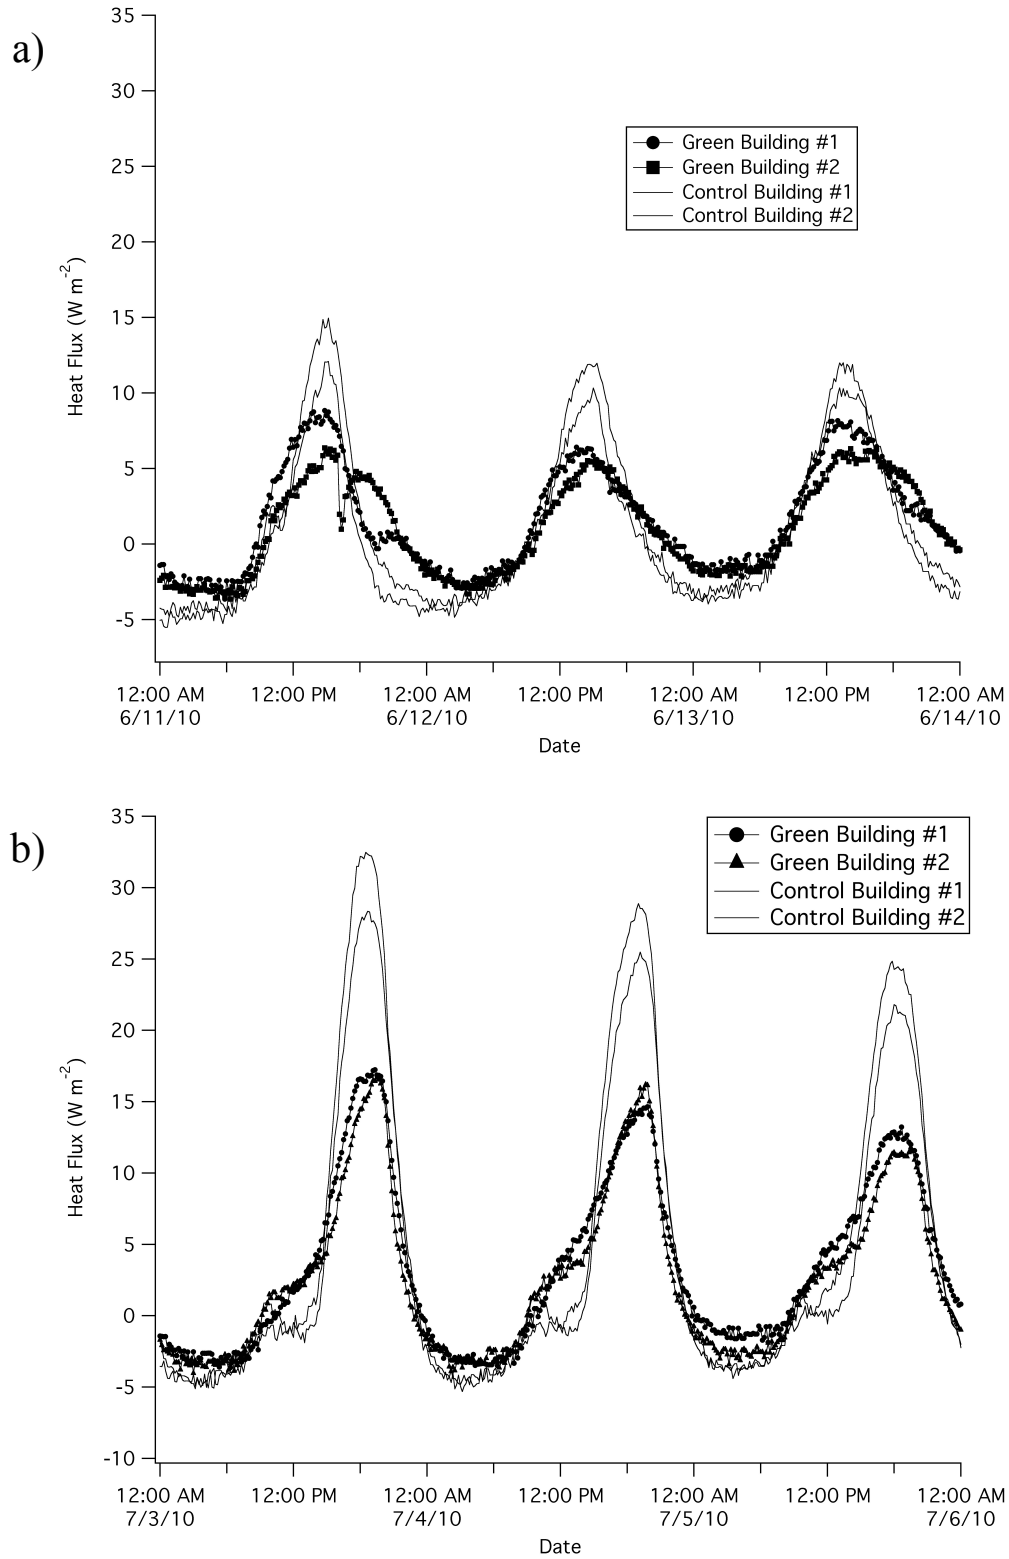 a)
35
30
25
20
15
10
5
0
-5
Heat Flux (W m-2)
Green Building #1
Green Building #2
Control Building #1
Control Building #2
12:00 AM 12:00 PM 12:00 AM 12:00 PM 12:00 AM 12:00 PM 12:00 AM
6/11/10 6/12/10 6/13/10 6/14/10
Date
b)
35
30
25
20
15
10
5
0
-5
-10
Heat Flux (W m-2)
Green Building #1
Green Building #2
Control Building #1
Control Building #2
12:00 AM 12:00 PM 12:00 AM 12:00 PM 12:00 AM 12:00 PM 12:00 AM
7/3/10 7/4/10 7/5/10 7/6/10
Date